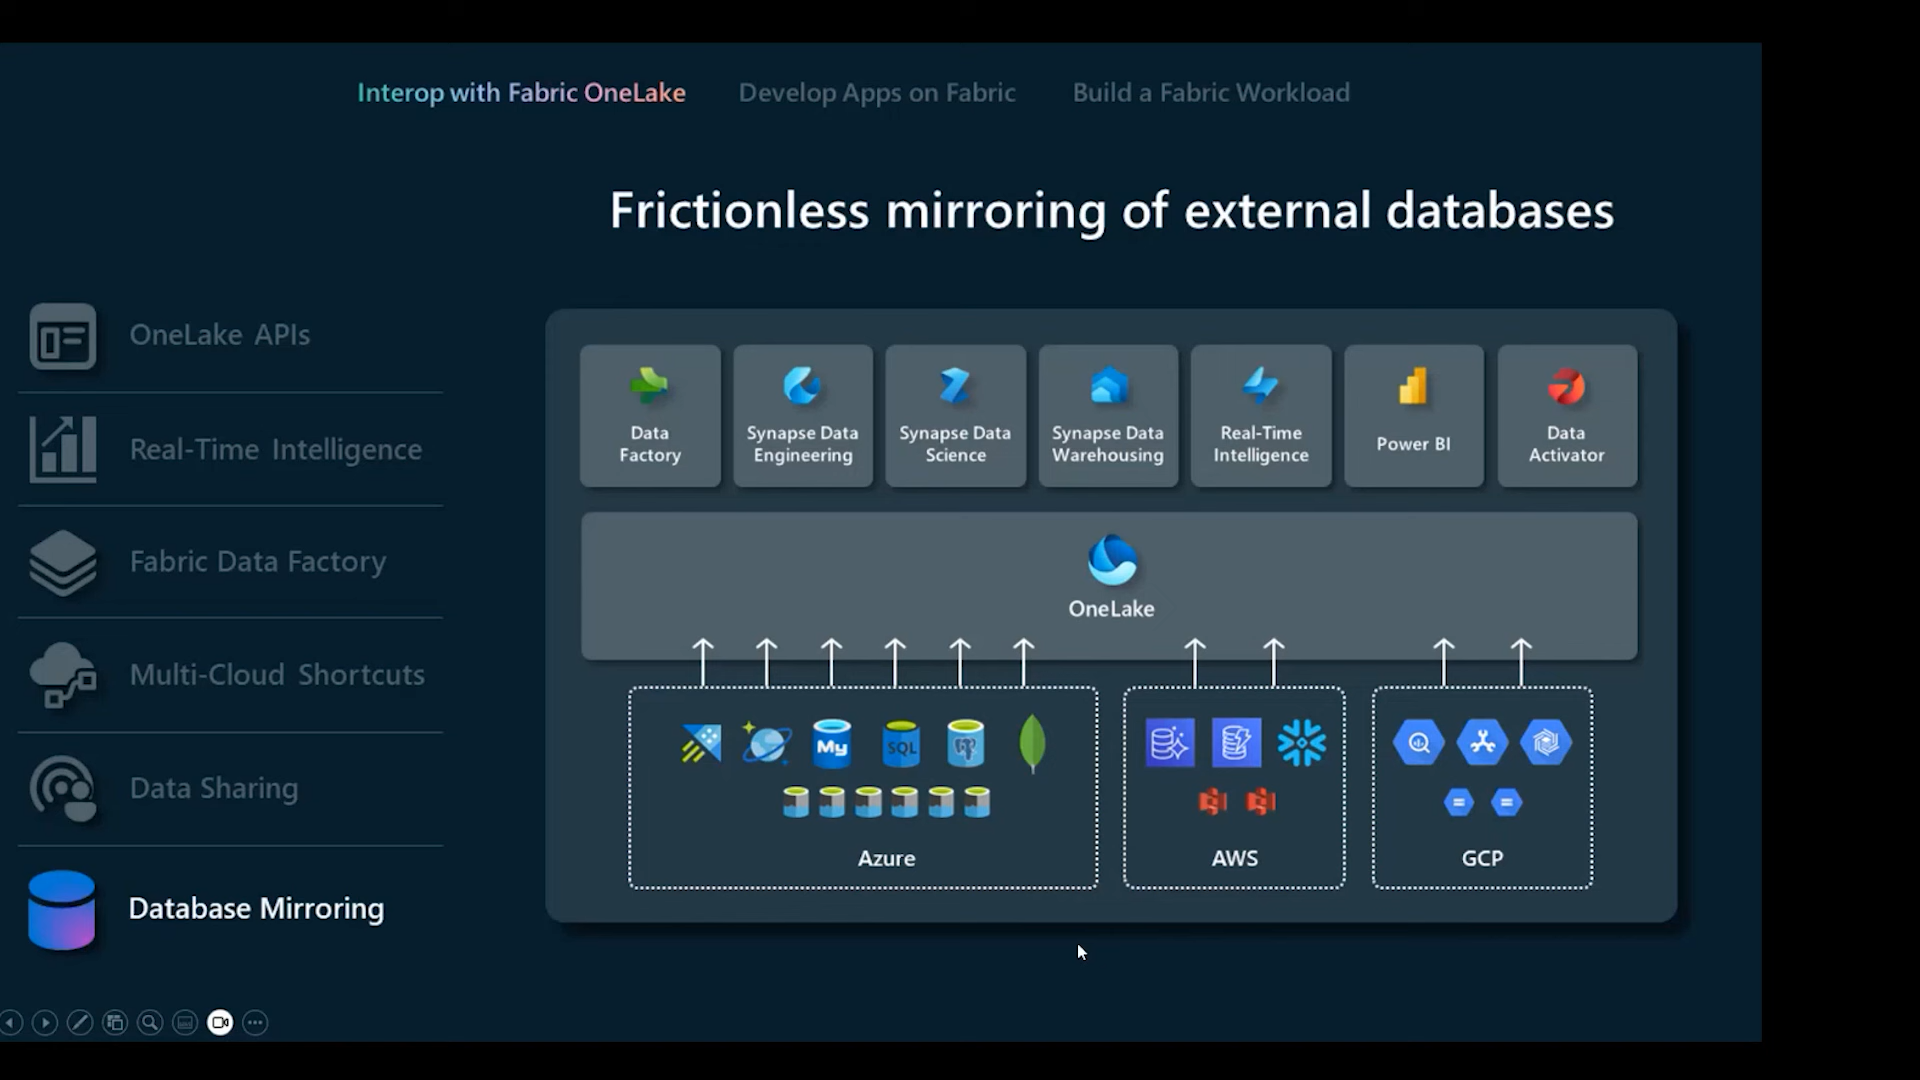 Interop with Fabric OneLake
Develop Apps on Fabric
Build a Fabric Workload
Frictionless mirroring of external databases
OneLake APIs
Real-Time Intelligence
Fabric Data Factory
Multi-Cloud Shortcuts
Data Sharing
Database Mirroring
Data
Factory
Synapse Data
Engineering
Synapse Data
Science
Synapse Data
Warehousing
Real-Time
Intelligence
Power BI
Data
Activator
OneLake
My
SQL
Azure
AWS
GCP